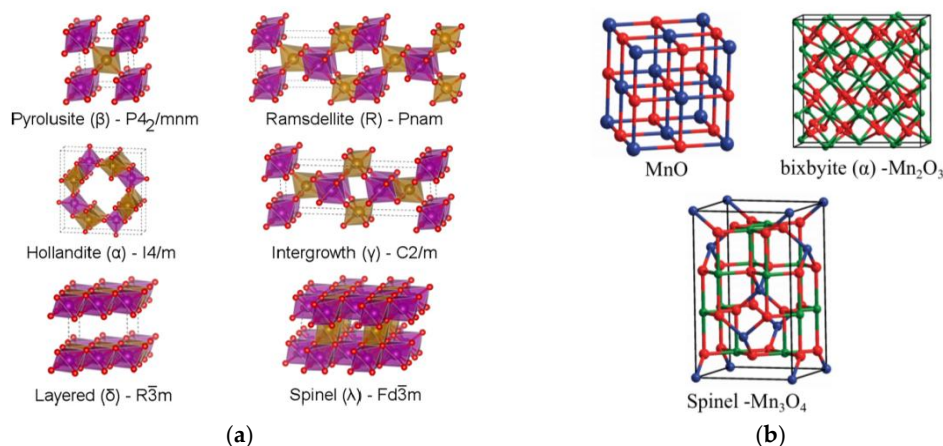 Pyrolusite (β) - P4₂/mnm
Ramsdellite (R) - Pnam
Hollandite (α) - I4/m
Intergrowth (γ) - C2/m
Layered (δ) - R3̅m
Spinel (λ) - Fd3̅m
(a)
MnO
bixbyite (α) -Mn₂O₃
Spinel -Mn₃O₄
(b)